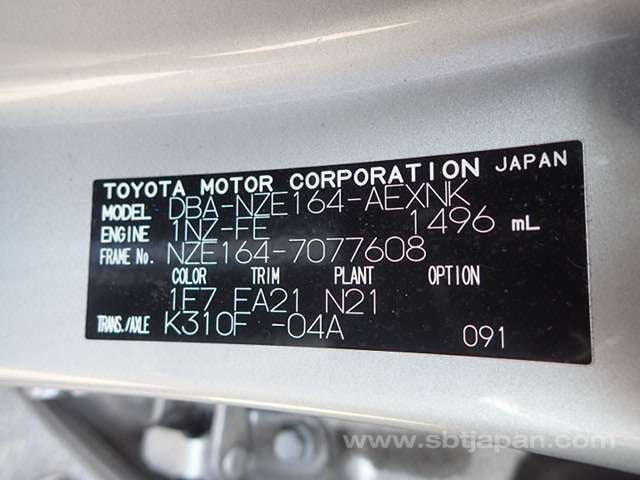 TOYOTA MOTOR CORPORATION JAPAN
MODEL DBA-NZE164-AEXNK
ENGINE 1NZ-FE 1496 mL
FRAME No. NZE164-7077608
COLOR TRIM PLANT OPTION
1F7 FA21 N21
TRANS./AXLE K310F -04A 091
www.sbtjapan.com